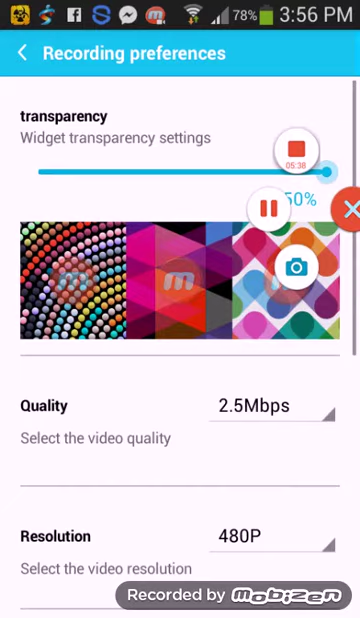 78% 3:56 PM
Recording preferences
transparency
Widget transparency settings
05:38
50%
m m m
Quality 2.5Mbps
Select the video quality
Resolution 480P
Select the video resolution
Recorded by mobizen